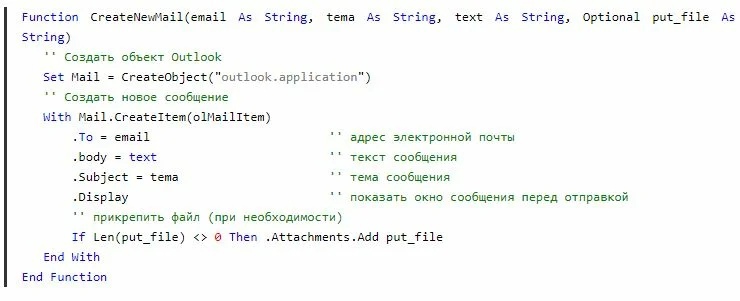 Function CreateNewMail(email As String, tema As String, text As String, Optional put_file As
String)
'' Создать объект Outlook
Set Mail = CreateObject("outlook.application")
'' Создать новое сообщение
With Mail.CreateItem(olMailItem)
.To = email '' адрес электронной почты
.body = text '' текст сообщения
.Subject = tema '' тема сообщения
.Display '' показать окно сообщения перед отправкой
'' прикрепить файл (при необходимости)
If Len(put_file) <> 0 Then .Attachments.Add put_file
End With
End Function